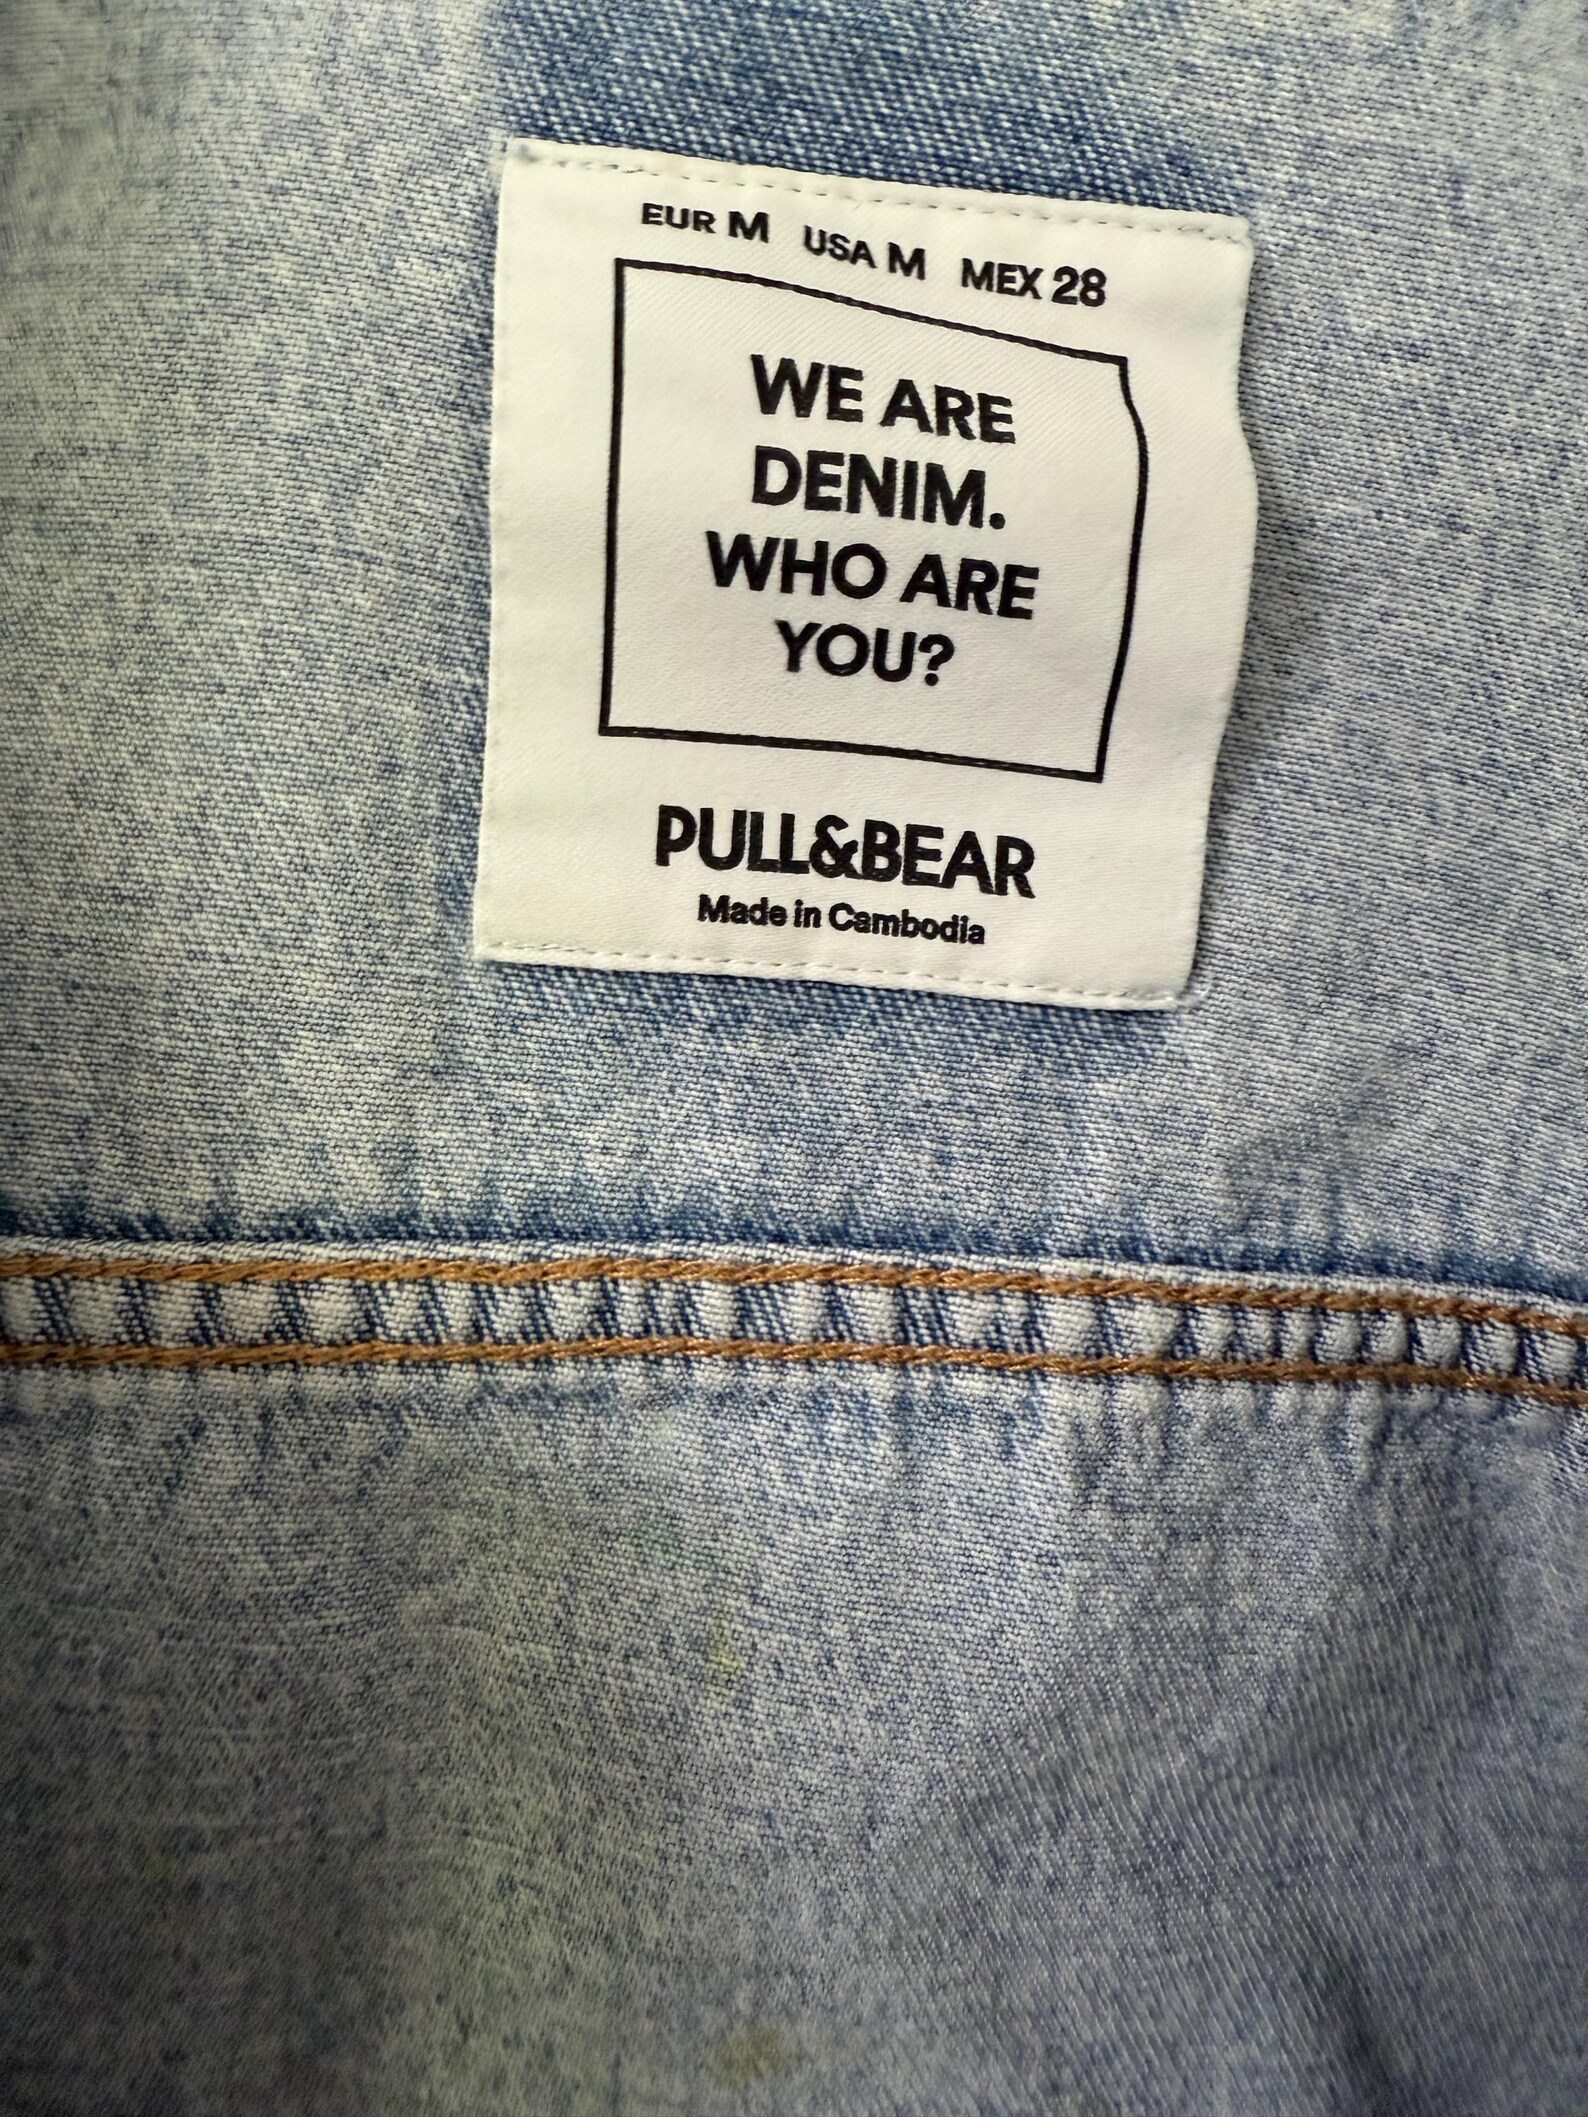 EUR M USA M MEX 28
WE ARE
DENIM.
WHO ARE
YOU?
PULL&BEAR
Made in Cambodia